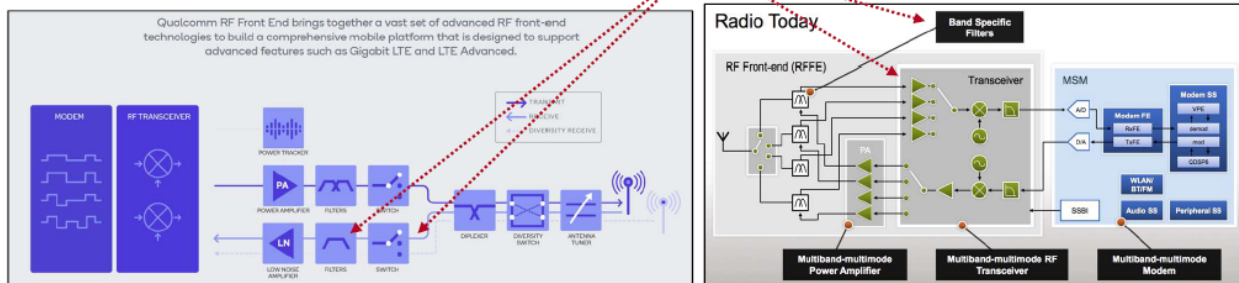 Qualcomm RF Front End brings together a vast set of advanced RF front-end
technologies to build a comprehensive mobile platform that is designed to support
advanced features such as Gigabit LTE and LTE Advanced.
MODEM
RF TRANSCEIVER
POWER TRACKER
TRANSMIT
RECEIVE
DIVERSITY RECEIVE
PA
POWER AMPLIFIER
FILTERS
SWITCH
LN
LOW NOISE
AMPLIFIER
FILTERS
SWITCH
DIPLEXER
DIVERSITY
SWITCH
ANTENNA
TUNER
Radio Today
Band Specific
Filters
RF Front-end (RFFE)
Transceiver
PA
MSM
A/D
D/A
Modem FE
RxFE
TxFE
Modem SS
VPE
demod
mod
QDSP6
WLAN/
BT/FM
SSBI
Audio SS
Peripheral SS
Multiband-multimode
Power Amplifier
Multiband-multimode RF
Transceiver
Multiband-multimode
Modem